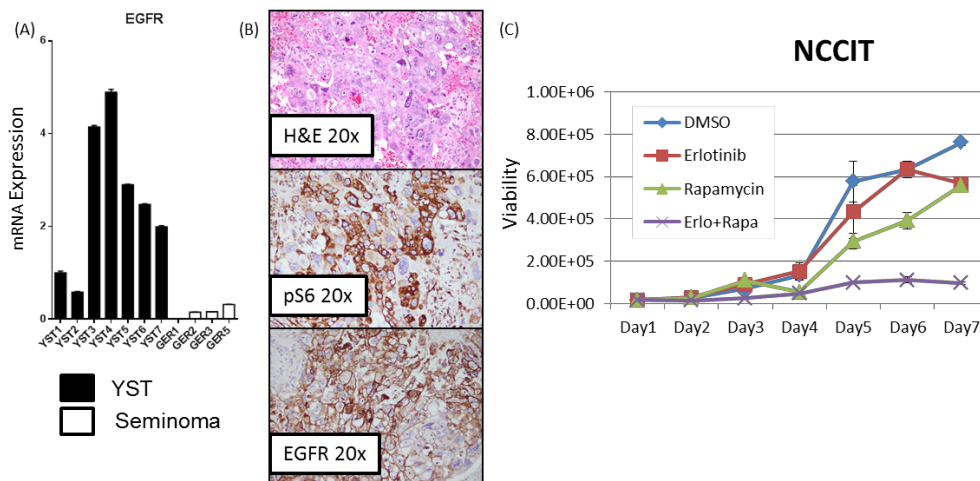 (A)
EGFR
6
4
2
0
mRNA Expression
YST1
YST2
YST3
YST4
YST5
YST6
YST7
GER1
GER2
GER3
GER5
YST
Seminoma
(B)
H&E 20x
pS6 20x
EGFR 20x
(C)
NCCIT
1.00E+06
8.00E+05
6.00E+05
4.00E+05
2.00E+05
0.00E+00
Viability
DMSO
Erlotinib
Rapamycin
Erlo+Rapa
Day1 Day2 Day3 Day4 Day5 Day6 Day7